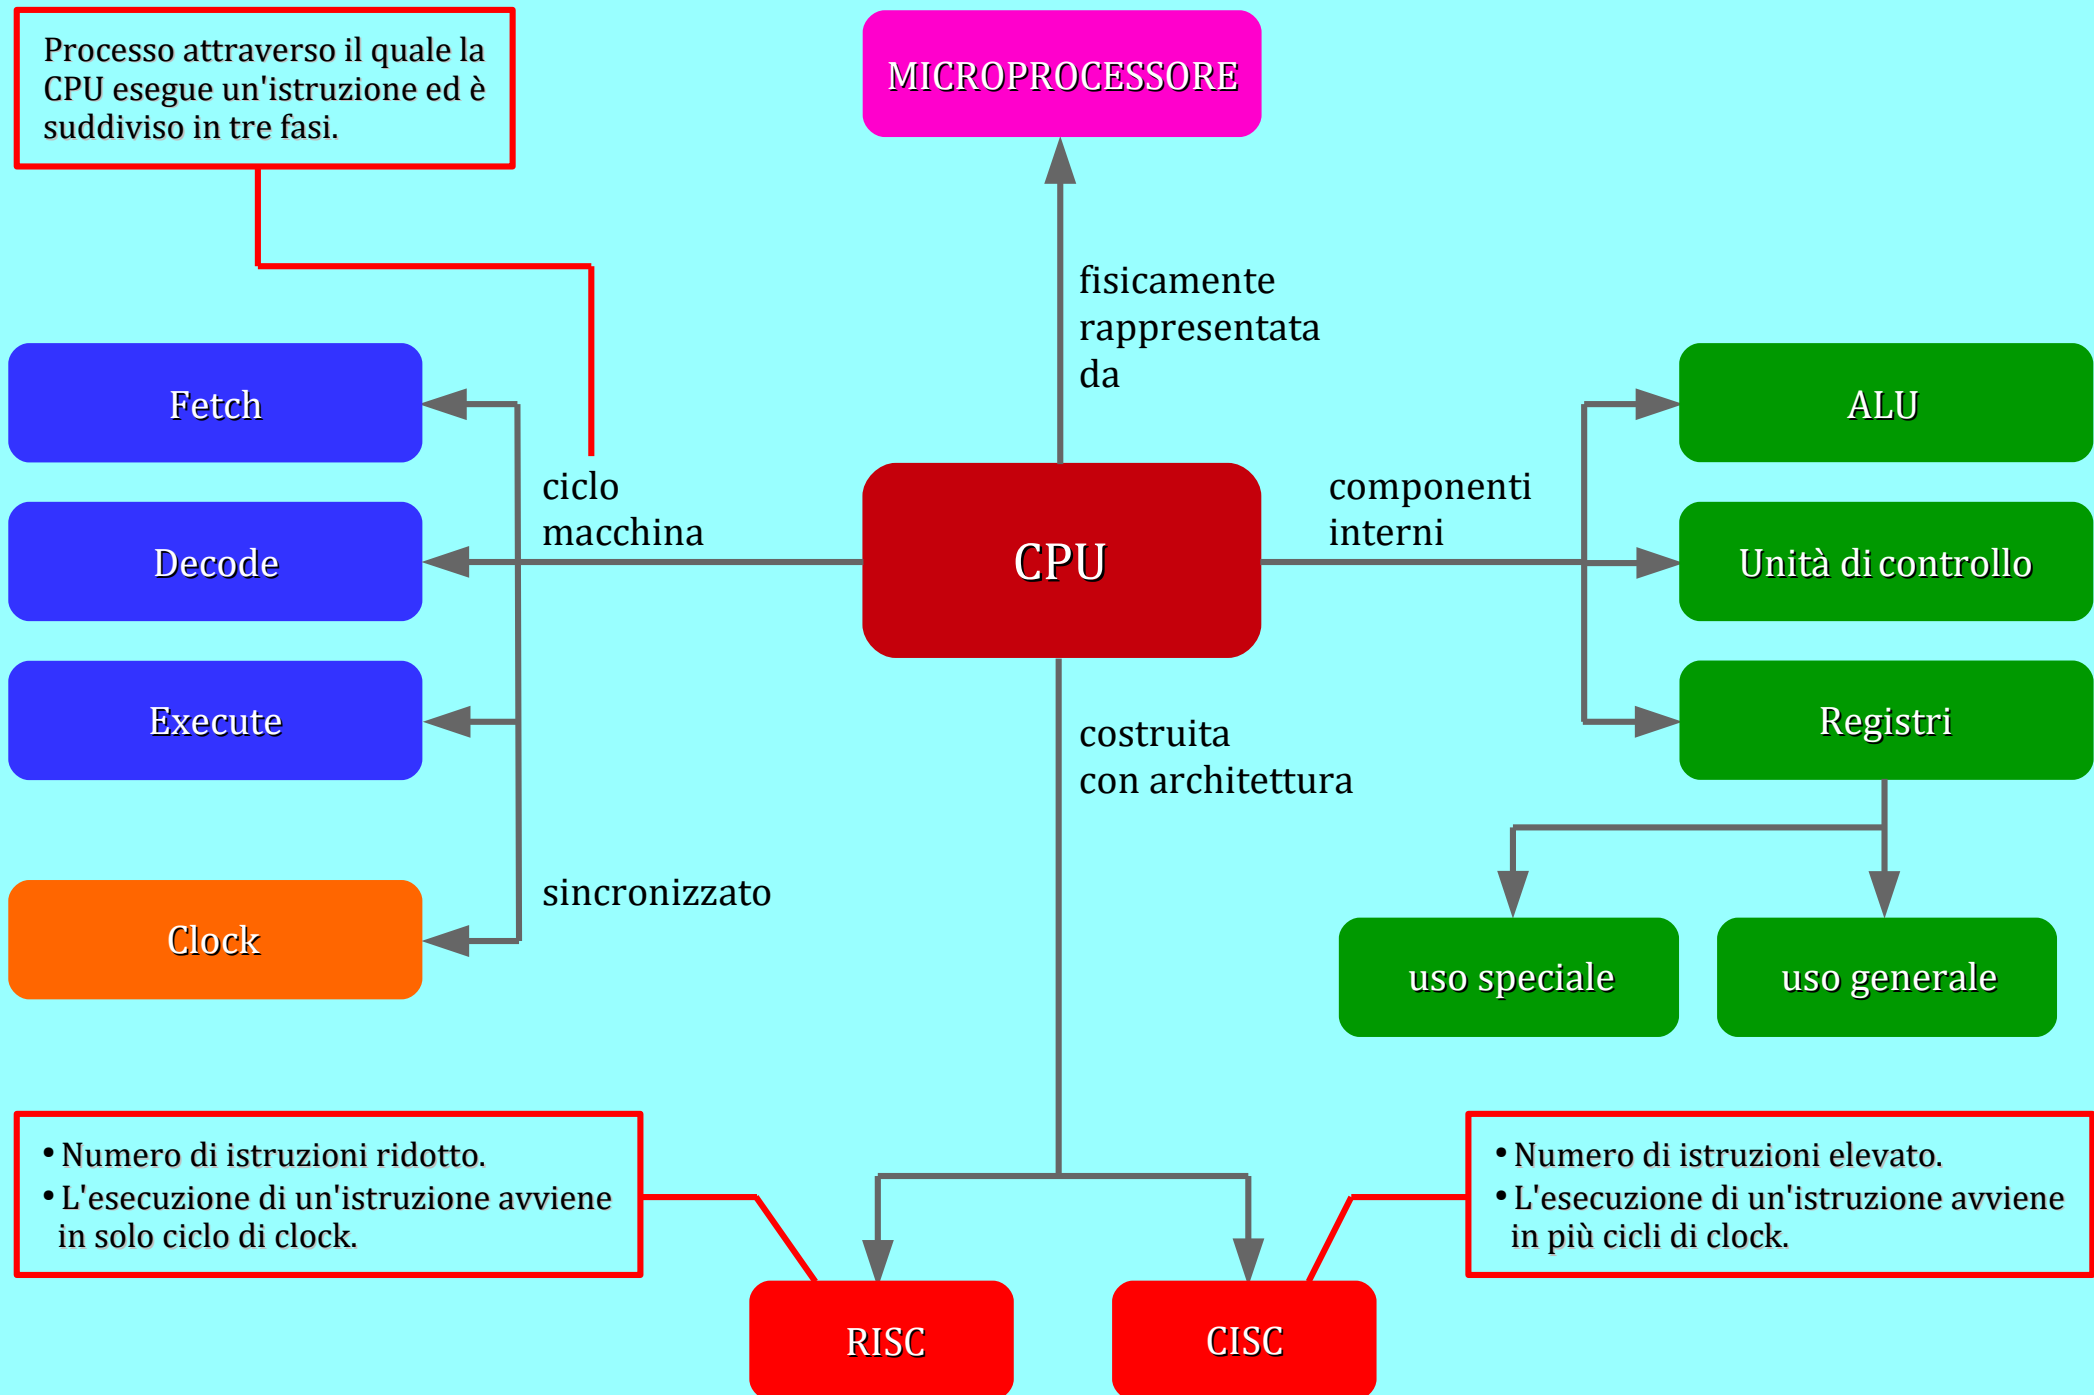 Processo attraverso il quale la
CPU esegue un'istruzione ed è
suddiviso in tre fasi.
MICROPROCESSORE
fisicamente
rappresentata
da
Fetch
Decode
Execute
Clock
ciclo
macchina
sincronizzato
CPU
componenti
interni
ALU
Unità di controllo
Registri
uso speciale
uso generale
costruita
con architettura
• Numero di istruzioni ridotto.
• L'esecuzione di un'istruzione avviene
in solo ciclo di clock.
• Numero di istruzioni elevato.
• L'esecuzione di un'istruzione avviene
in più cicli di clock.
RISC
CISC